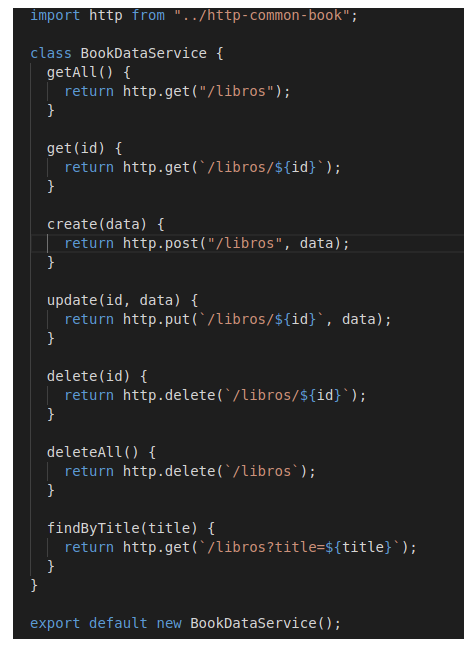 import http from "../http-common-book";
class BookDataService {
getAll() {
return http.get("/libros");
}
get(id) {
return http.get(`/libros/${id}`);
}
create(data) {
return http.post("/libros", data);
}
update(id, data) {
return http.put(`/libros/${id}`, data);
}
delete(id) {
return http.delete(`/libros/${id}`);
}
deleteAll() {
return http.delete(`/libros`);
}
findByTitle(title) {
return http.get(`/libros?title=${title}`);
}
}
export default new BookDataService();